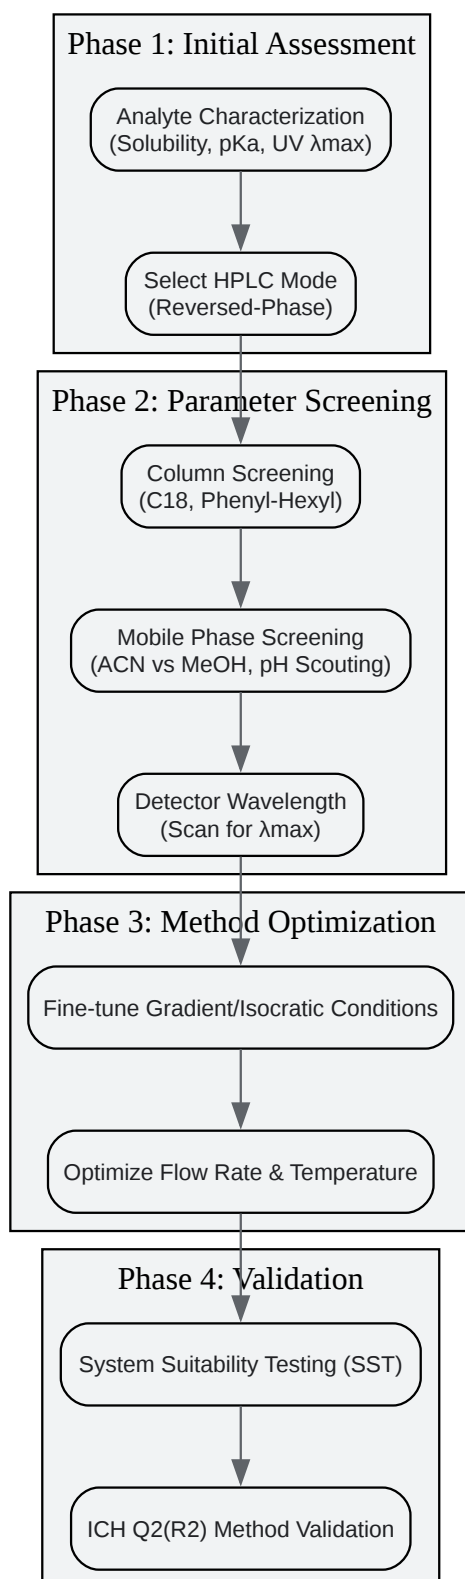 Phase 1: Initial Assessment
Analyte Characterization
(Solubility, pKa, UV λmax)
Select HPLC Mode
(Reversed-Phase)
Phase 2: Parameter Screening
Column Screening
(C18, Phenyl-Hexyl)
Mobile Phase Screening
(ACN vs MeOH, pH Scouting)
Detector Wavelength
(Scan for λmax)
Phase 3: Method Optimization
Fine-tune Gradient/Isocratic Conditions
Optimize Flow Rate & Temperature
Phase 4: Validation
System Suitability Testing (SST)
ICH Q2(R2) Method Validation